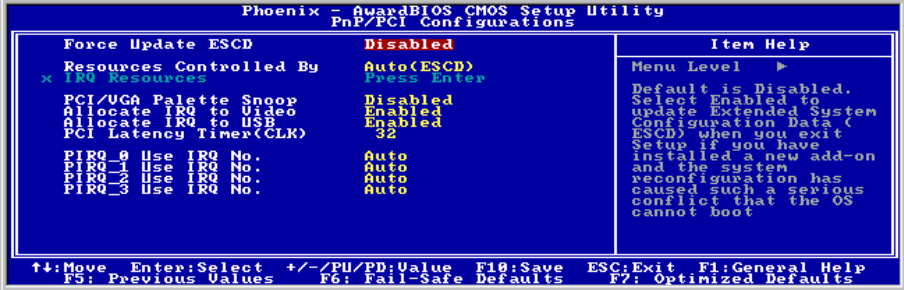 Phoenix - AwardBIOS CMOS Setup Utility
PnP/PCI Configurations
Force Update ESCD Disabled
Resources Controlled By Auto(ESCD)
x IRQ Resources Press Enter
PCI/VGA Palette Snoop Disabled
Allocate IRQ to Video Enabled
Allocate IRQ to USB Enabled
PCI Latency Timer(CLK) 32
PIRQ_0 Use IRQ No. Auto
PIRQ_1 Use IRQ No. Auto
PIRQ_2 Use IRQ No. Auto
PIRQ_3 Use IRQ No. Auto
Item Help
Menu Level ▶
Default is Disabled.
Select Enabled to
update Extended System
Configuration Data (
ESCD) when you exit
Setup if you have
installed a new add-on
and the system
reconfiguration has
caused such a serious
conflict that the OS
cannot boot
↑↓:Move Enter:Select +/-/PU/PD:Value F10:Save ESC:Exit F1:General Help
F5: Previous Values F6: Fail-Safe Defaults F7: Optimized Defaults